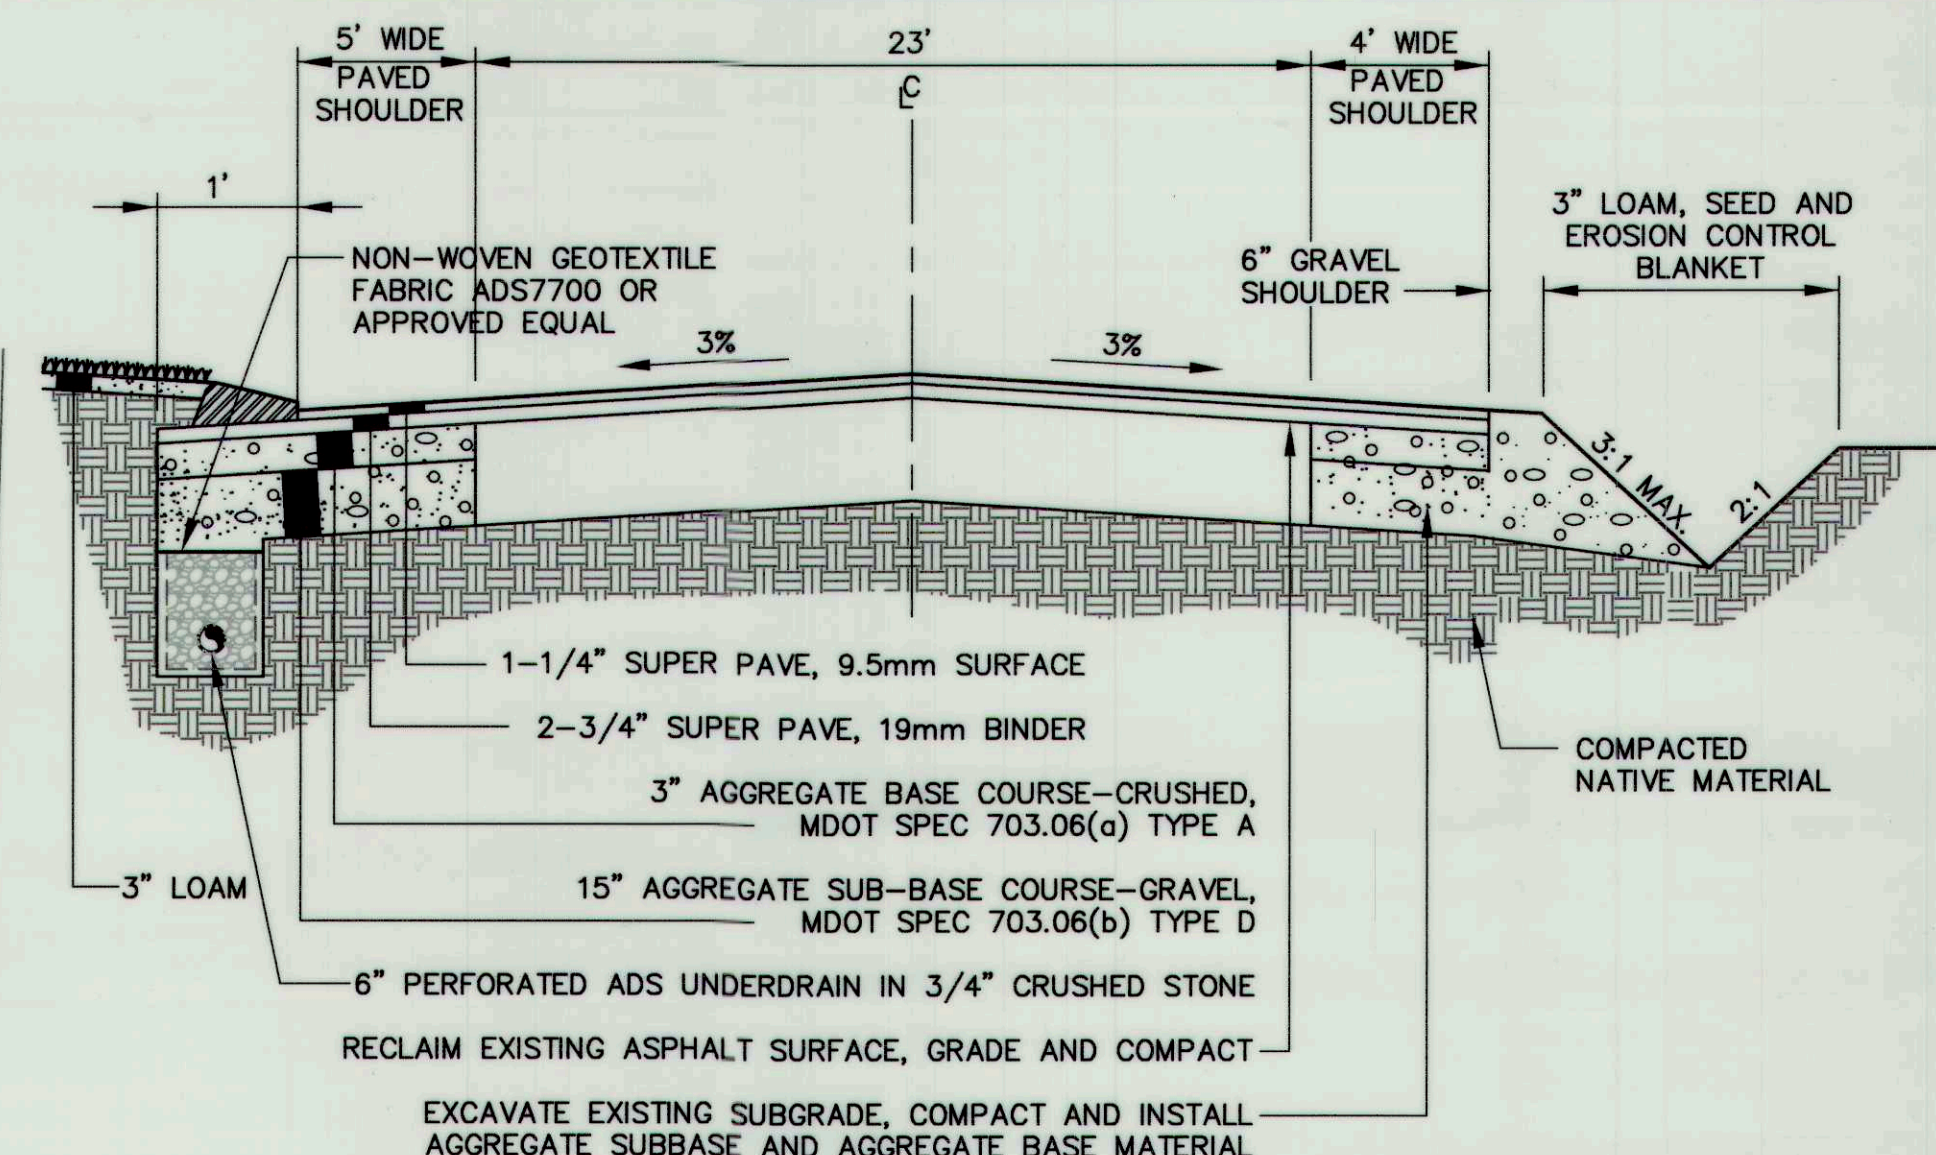 5' WIDE
PAVED
SHOULDER
23'
CL
4' WIDE
PAVED
SHOULDER
1'
NON-WOVEN GEOTEXTILE
FABRIC ADS7700 OR
APPROVED EQUAL
6" GRAVEL
SHOULDER
3" LOAM, SEED AND
EROSION CONTROL
BLANKET
3%
3%
3:1 MAX.
2:1
1-1/4" SUPER PAVE, 9.5mm SURFACE
2-3/4" SUPER PAVE, 19mm BINDER
3" AGGREGATE BASE COURSE-CRUSHED,
MDOT SPEC 703.06(a) TYPE A
COMPACTED
NATIVE MATERIAL
3" LOAM
15" AGGREGATE SUB-BASE COURSE-GRAVEL,
MDOT SPEC 703.06(b) TYPE D
6" PERFORATED ADS UNDERDRAIN IN 3/4" CRUSHED STONE
RECLAIM EXISTING ASPHALT SURFACE, GRADE AND COMPACT
EXCAVATE EXISTING SUBGRADE, COMPACT AND INSTALL
AGGREGATE SUBBASE AND AGGREGATE BASE MATERIAL